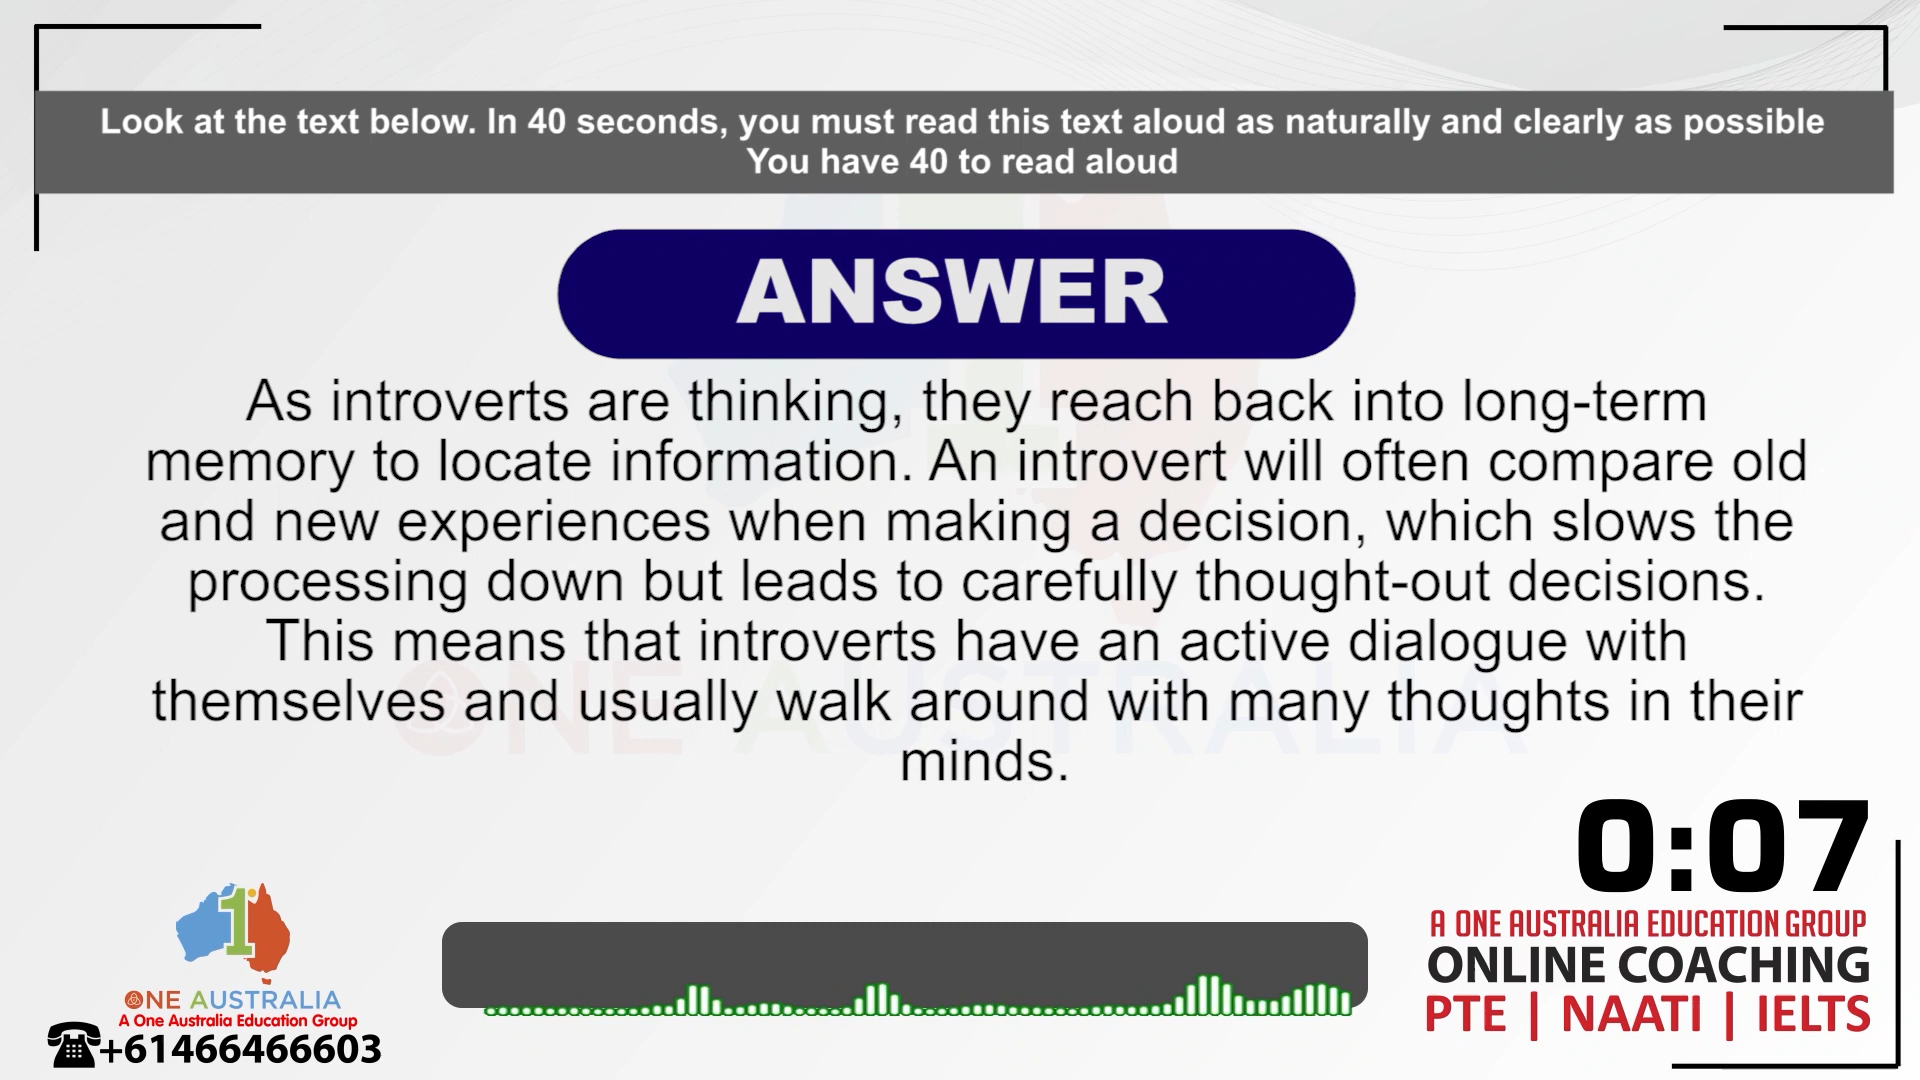 Look at the text below. In 40 seconds, you must read this text aloud as naturally and clearly as possible
You have 40 to read aloud
ANSWER
As introverts are thinking, they reach back into long-term
memory to locate information. An introvert will often compare old
and new experiences when making a decision, which slows the
processing down but leads to carefully thought-out decisions.
This means that introverts have an active dialogue with
themselves and usually walk around with many thoughts in their
minds.
ONE AUSTRALIA
0:07
A ONE AUSTRALIA EDUCATION GROUP
ONLINE COACHING
PTE | NAATI | IELTS
1
ONE AUSTRALIA
A One Australia Education Group
+61466466603